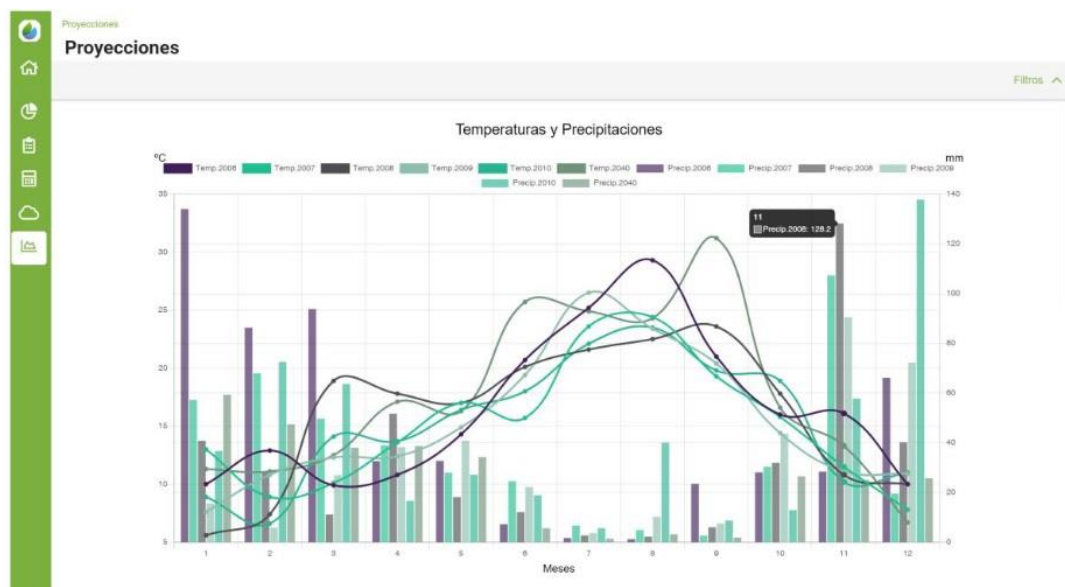 Proyecciones
Proyecciones
Filtros
Temperaturas y Precipitaciones
ºC
mm
Temp.2006 Temp.2007 Temp.2008 Temp.2009 Temp.2010 Temp.2040 Precip.2006 Precip.2007 Precip.2008 Precip.2009
Precip.2010 Precip.2040
35 140
11
Precip.2008: 128.2
30 120
100
25
80
20
60
15
40
10
20
5 0
1 2 3 4 5 6 7 8 9 10 11 12
Meses